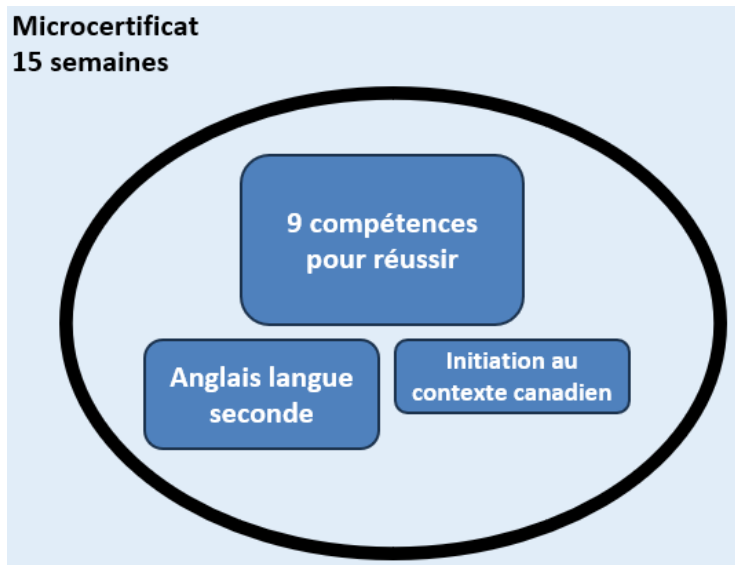 Microcertificat
15 semaines
9 compétences
pour réussir
Anglais langue
seconde
Initiation au
contexte canadien